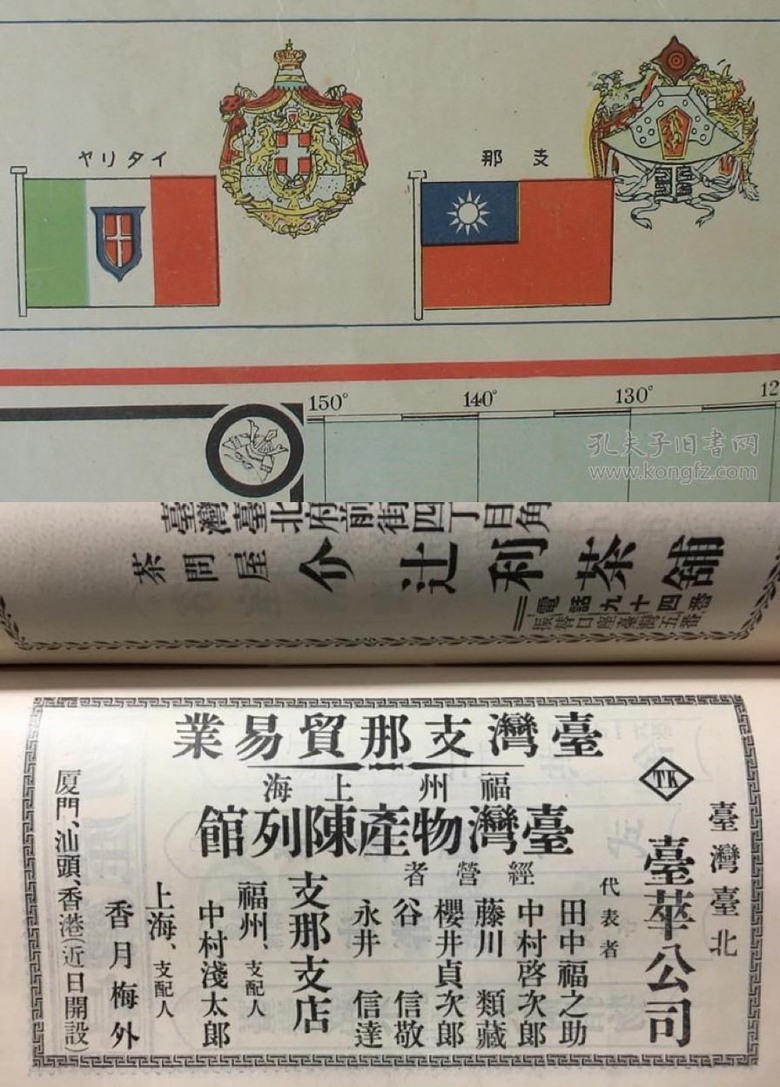 イタリヤ
支那
150°
140°
130°
12
孔夫子旧书网
www.kongfz.com
臺灣臺北府前街四丁目角
茶問屋
辻利茶舖
電話九十四番
臺灣支那貿易業
福州上海
臺灣物產陳列館
經營者
臺灣臺北
TK
臺華公司
代表者
田中福之助
中村啓次郎
藤川類藏
櫻井貞次郎
谷信敬
永井信達
支那支店
福州、支配人
中村淺太郎
上海、支配人
香月梅外
厦門、汕頭、香港(近日開設)